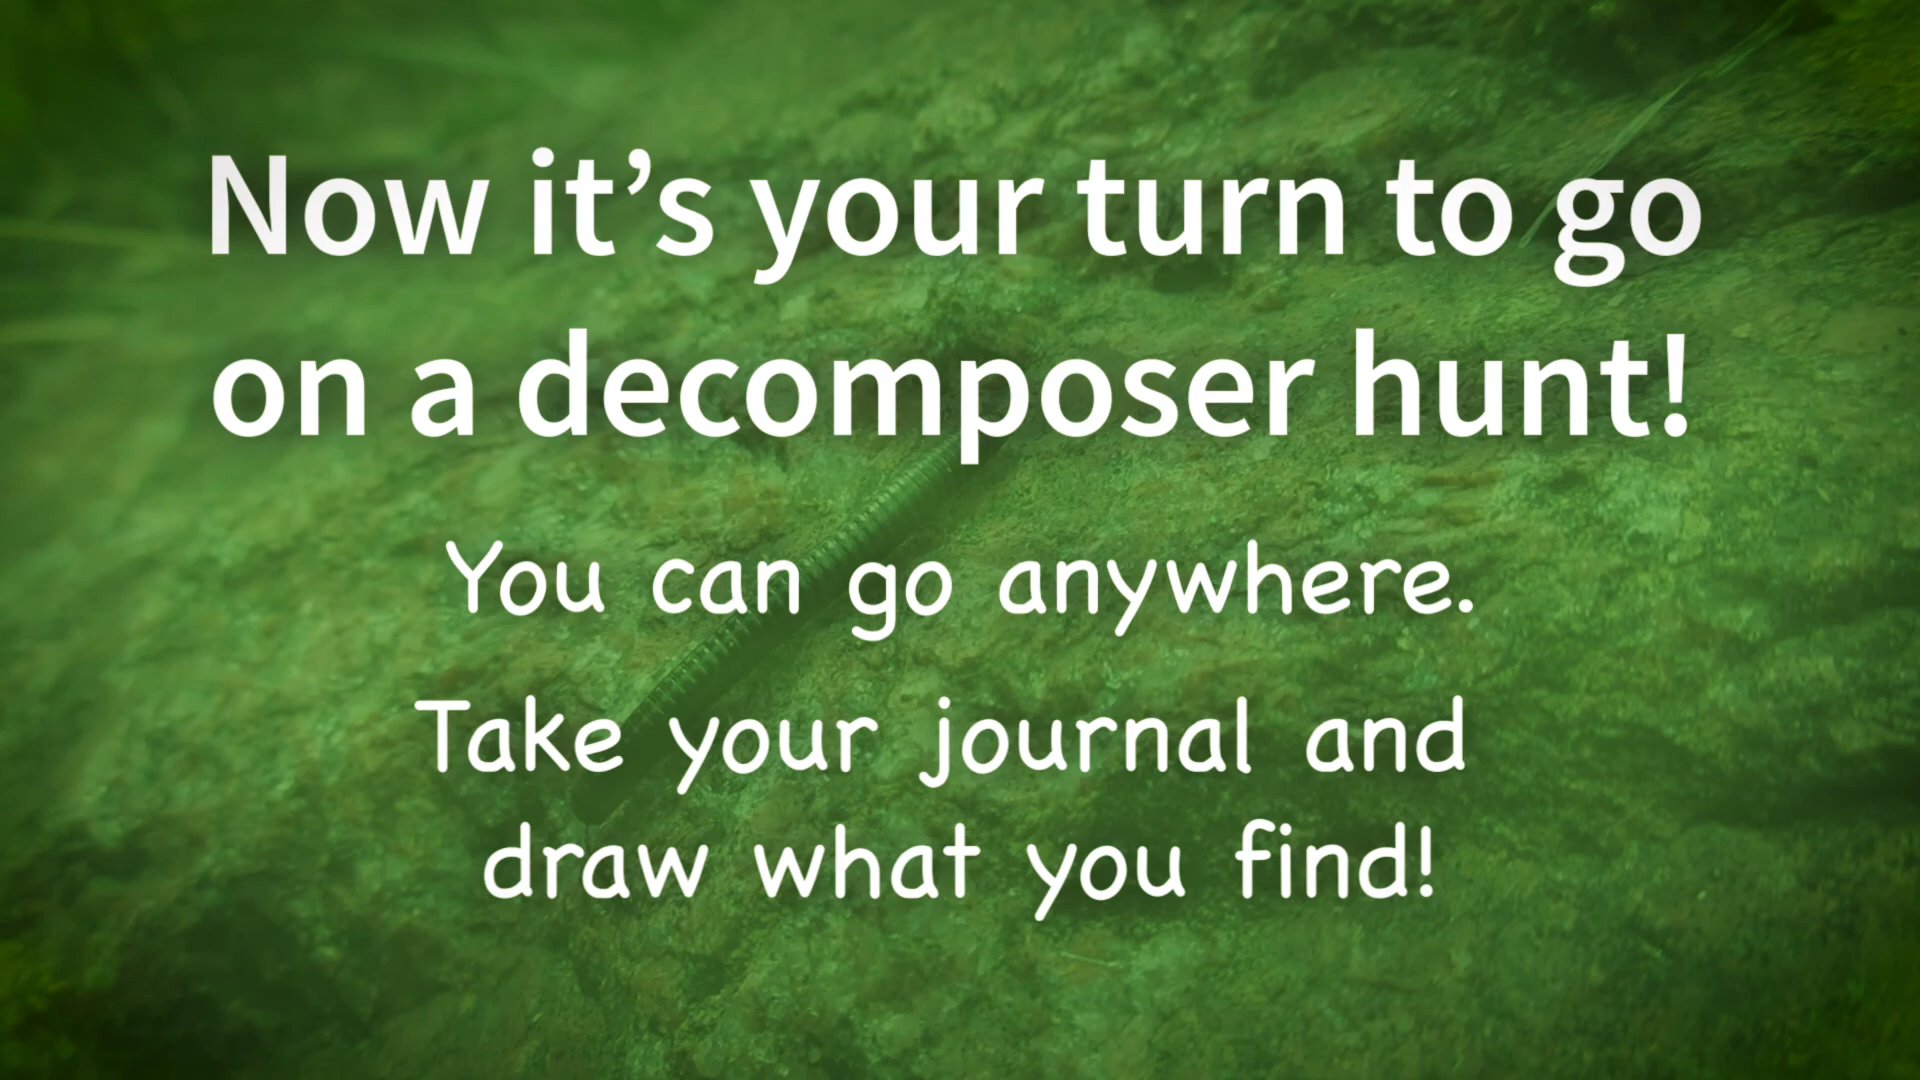 Now it’s your turn to go
on a decomposer hunt!
You can go anywhere.
Take your journal and
draw what you find!